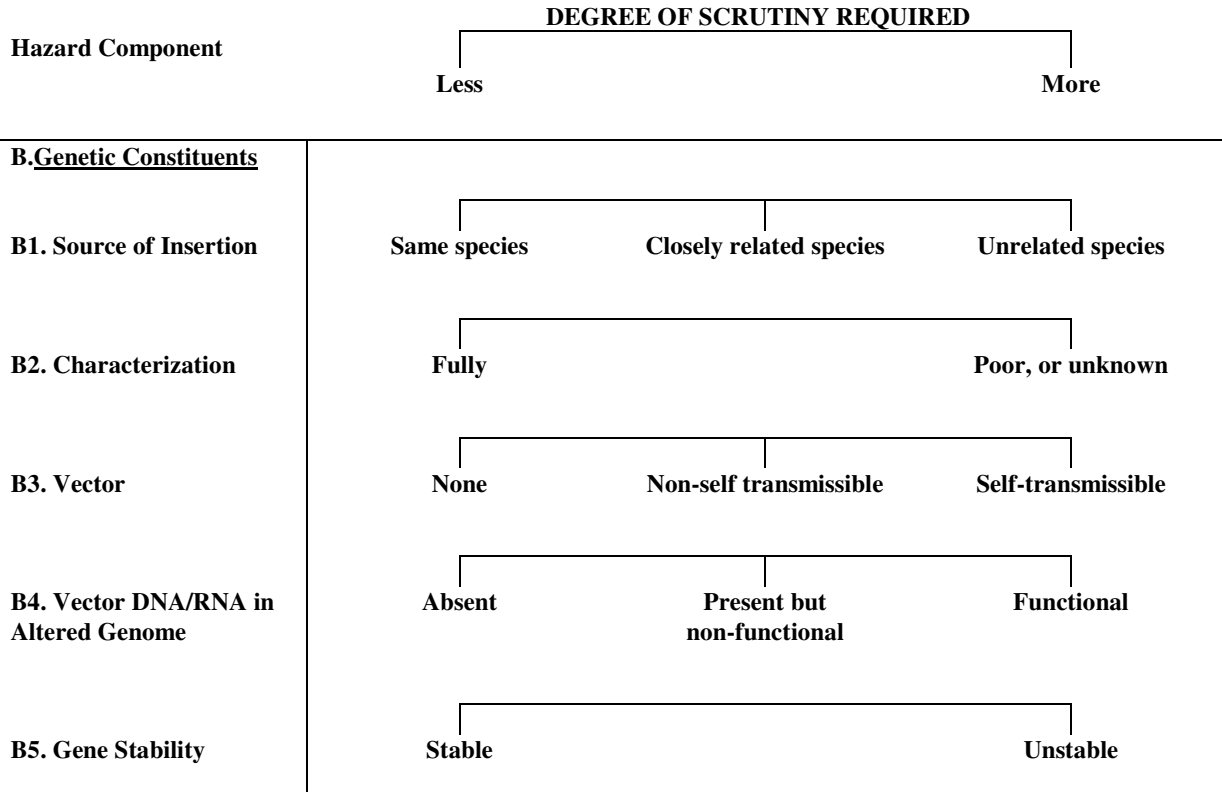 DEGREE OF SCRUTINY REQUIRED
Hazard Component
Less More
B.Genetic Constituents
B1. Source of Insertion Same species Closely related species Unrelated species
B2. Characterization Fully Poor, or unknown
B3. Vector None Non-self transmissible Self-transmissible
B4. Vector DNA/RNA in Absent Present but Functional
Altered Genome non-functional
B5. Gene Stability Stable Unstable